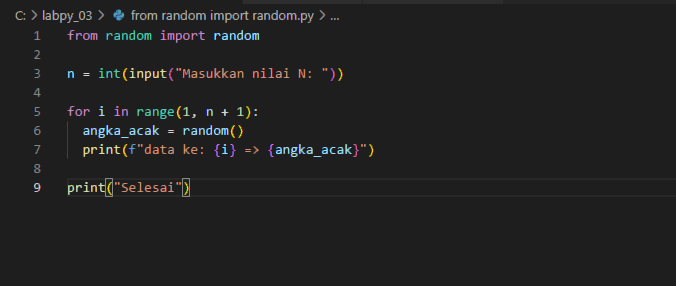 C: > labpy_03 > from random import random.py > ...
1 from random import random
2
3 n = int(input("Masukkan nilai N: "))
4
5 for i in range(1, n + 1):
6   angka_acak = random()
7   print(f"data ke: {i} => {angka_acak}")
8
9 print("Selesai")